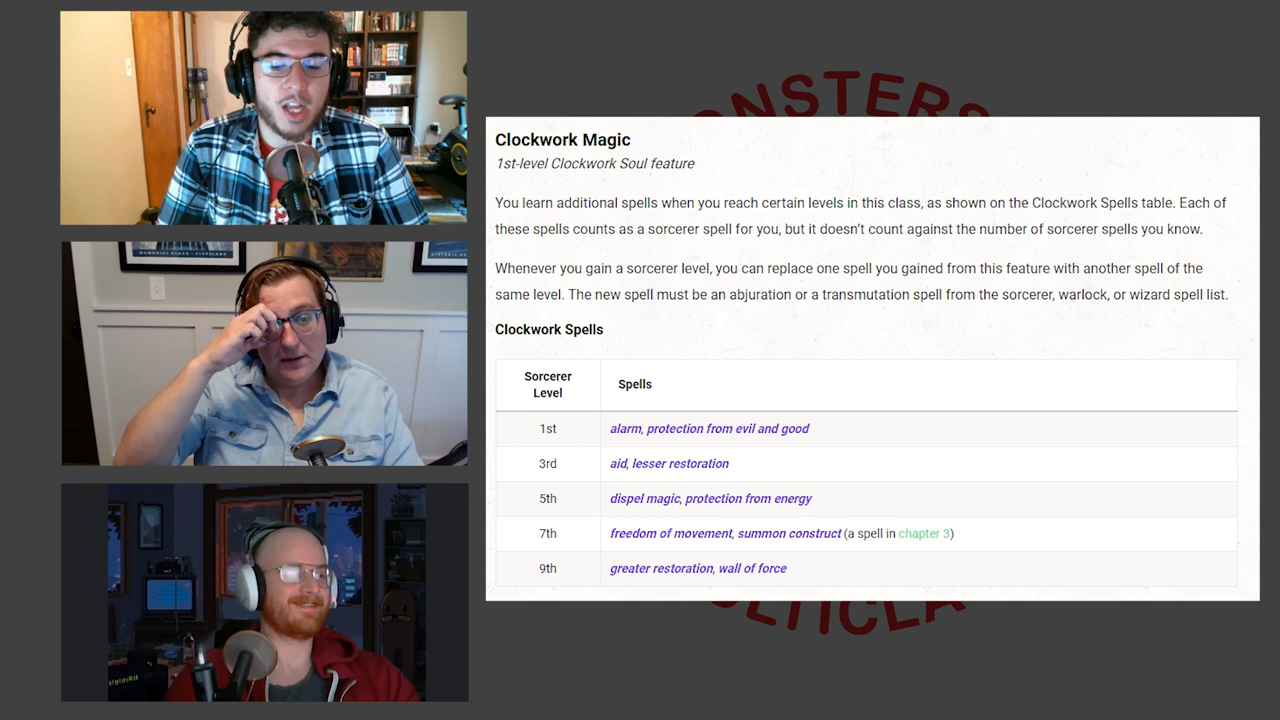 Clockwork Magic
1st-level Clockwork Soul feature
You learn additional spells when you reach certain levels in this class, as shown on the Clockwork Spells table. Each of
these spells counts as a sorcerer spell for you, but it doesn’t count against the number of sorcerer spells you know.
Whenever you gain a sorcerer level, you can replace one spell you gained from this feature with another spell of the
same level. The new spell must be an abjuration or a transmutation spell from the sorcerer, warlock, or wizard spell list.
Clockwork Spells
Sorcerer
Level
Spells
1st alarm, protection from evil and good
3rd aid, lesser restoration
5th dispel magic, protection from energy
7th freedom of movement, summon construct (a spell in chapter 3)
9th greater restoration, wall of force